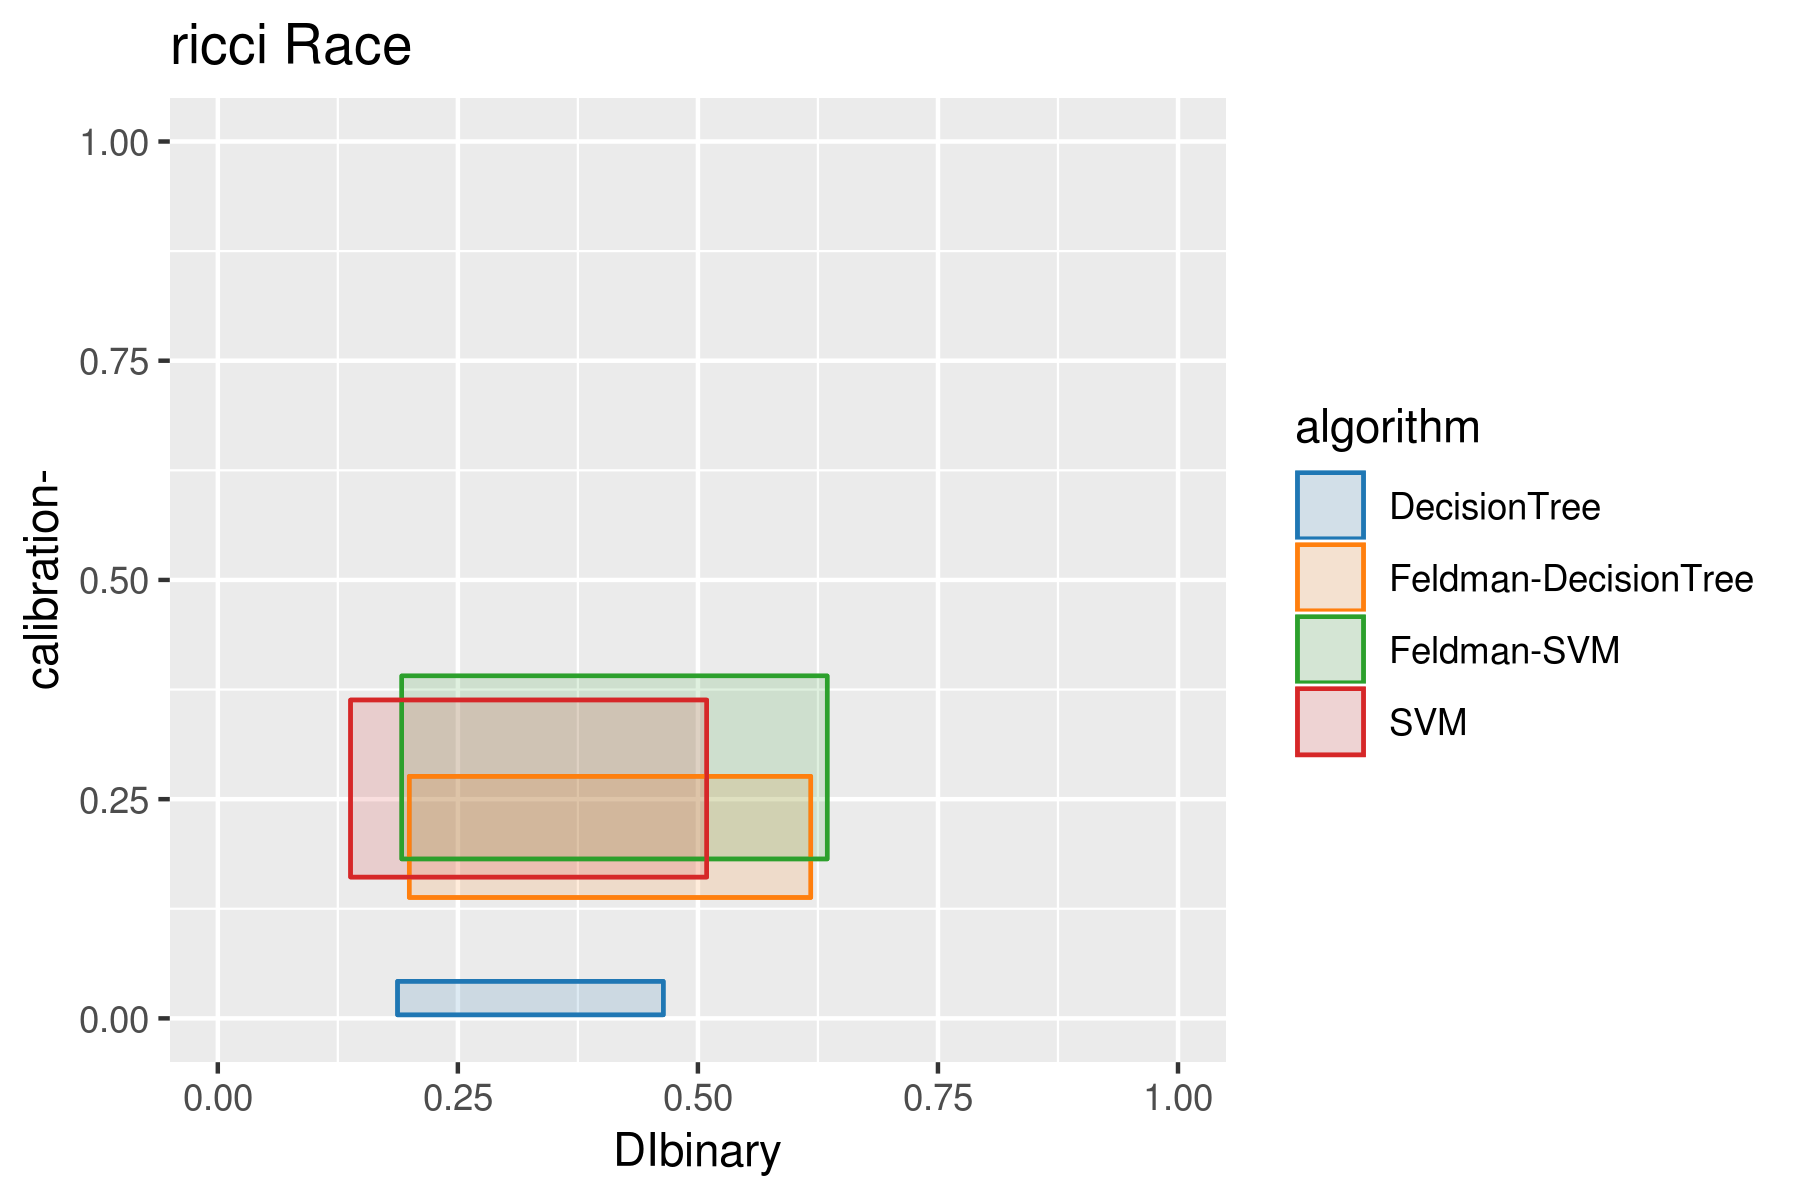 ricci Race
1.00
0.75
0.50
0.25
0.00
calibration-
0.00 0.25 0.50 0.75 1.00
DIbinary
algorithm
DecisionTree
Feldman-DecisionTree
Feldman-SVM
SVM